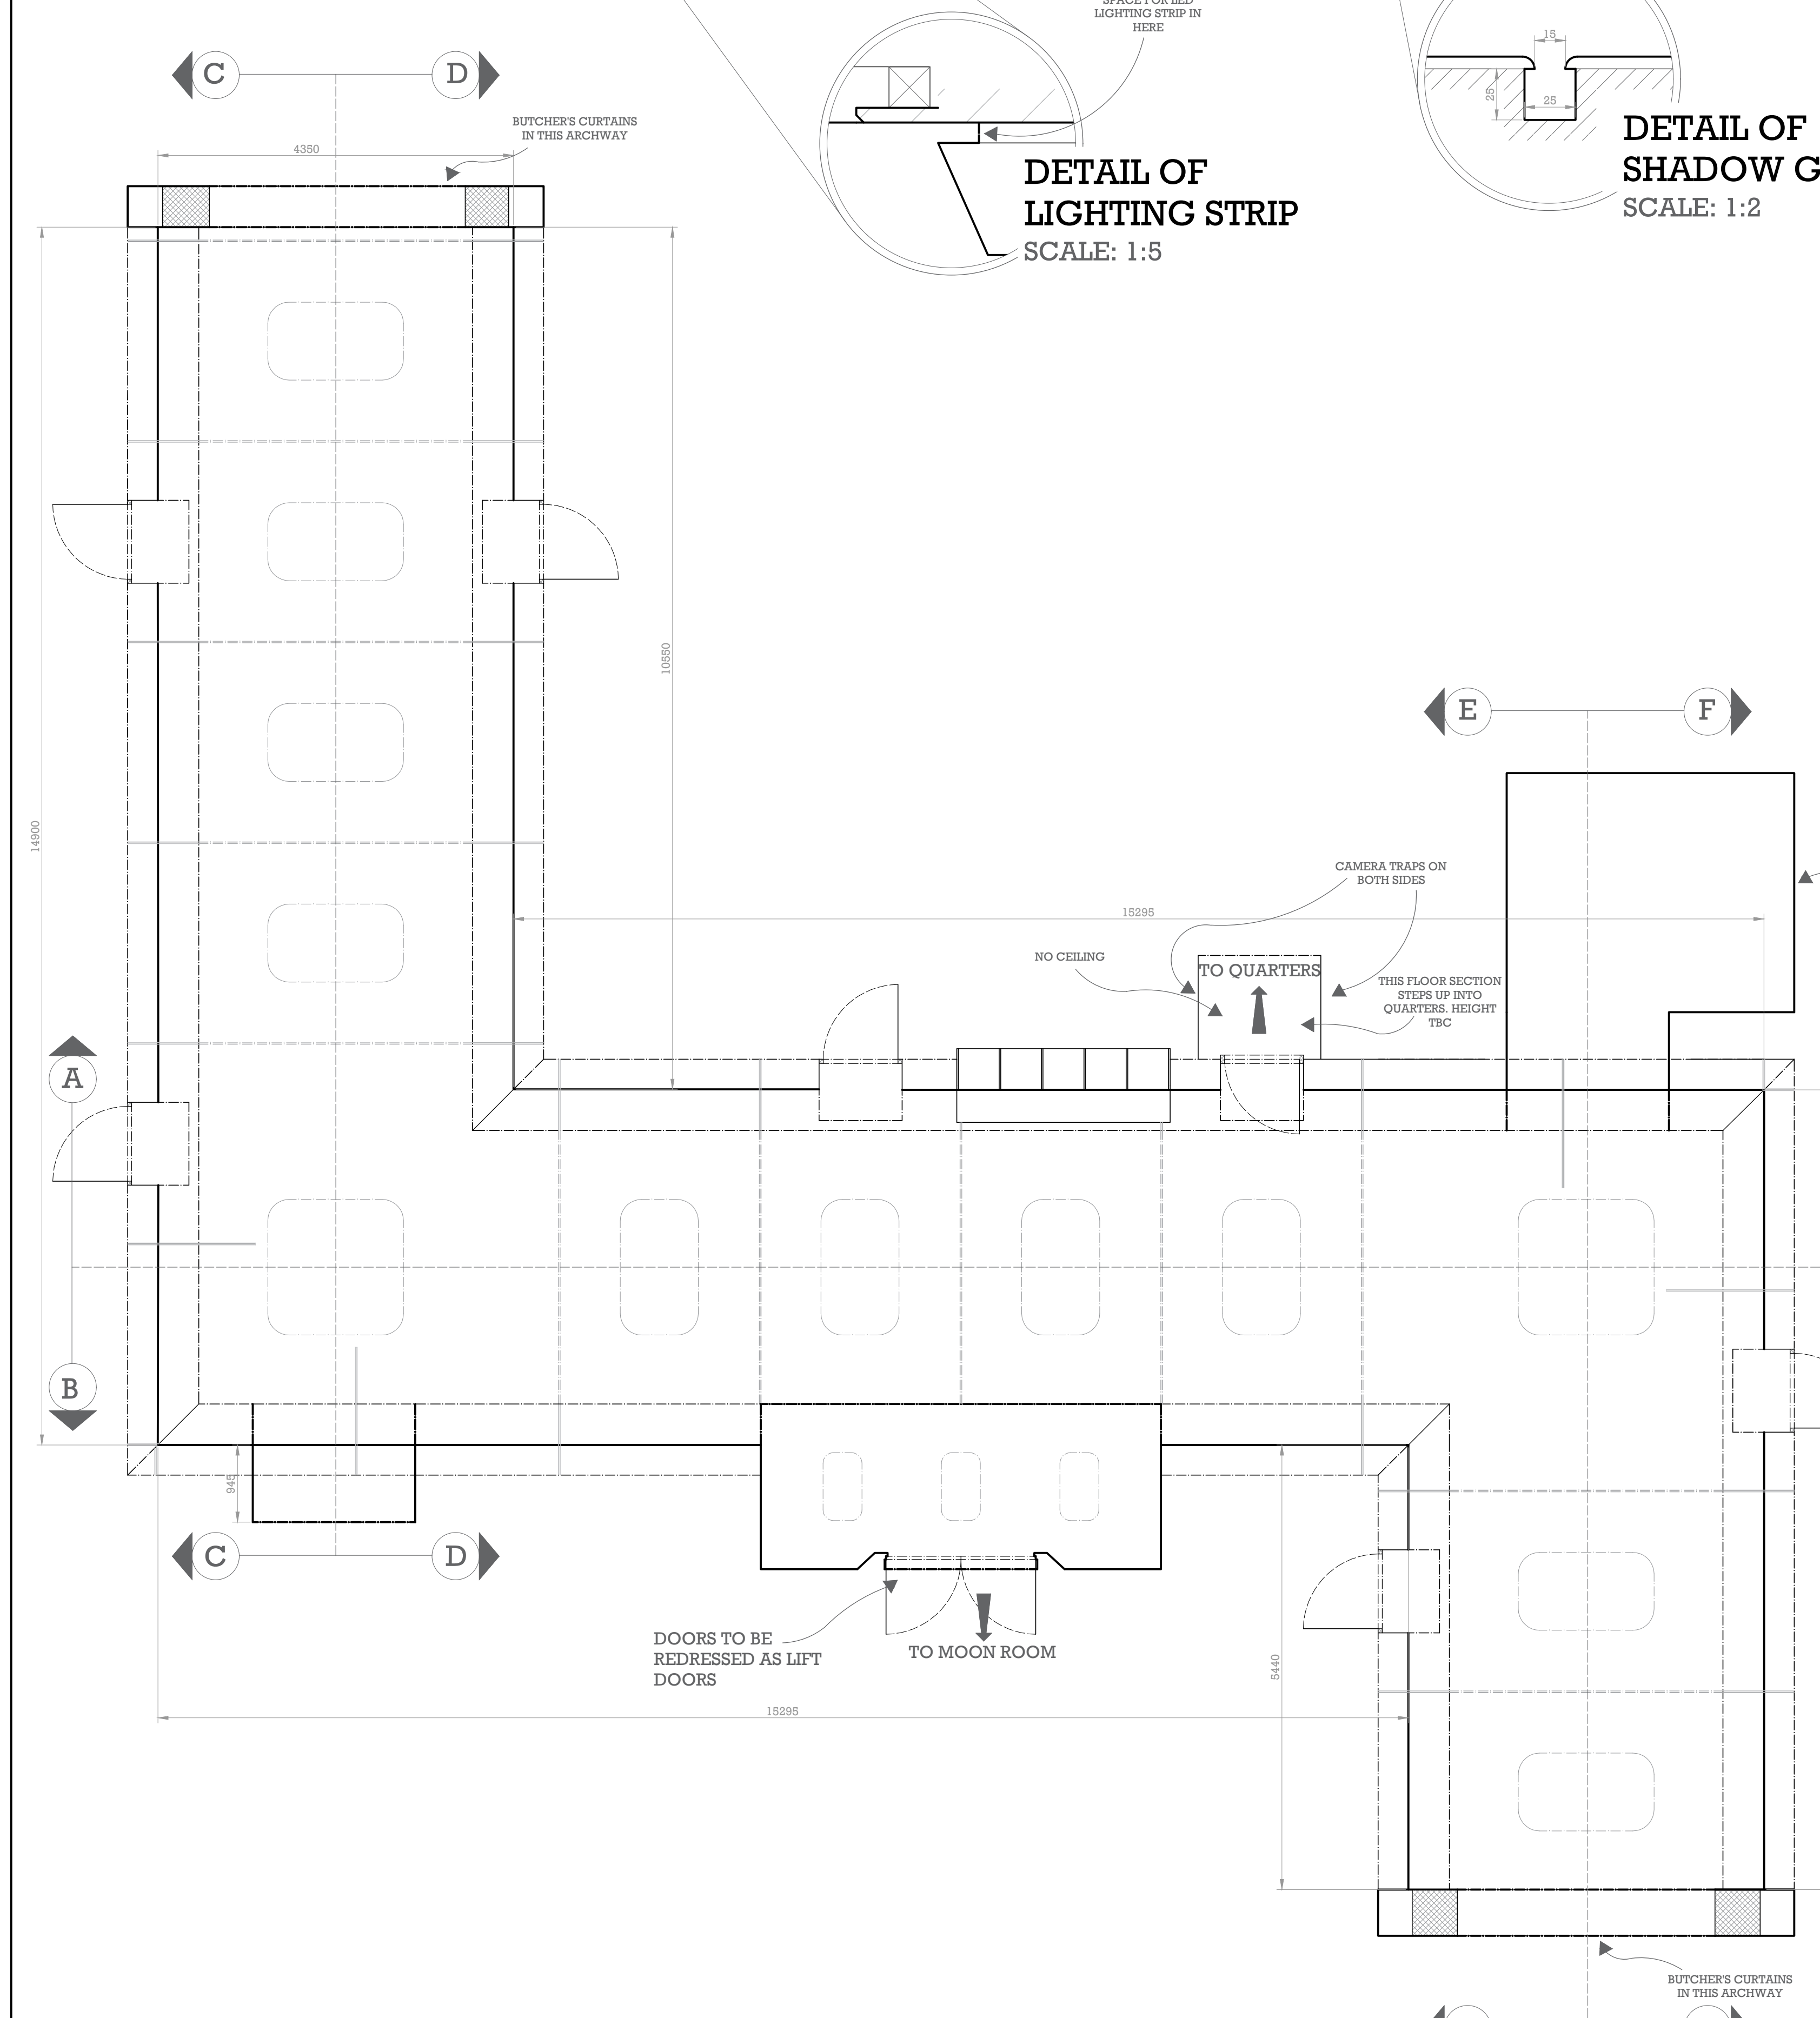 SPACE FOR LED
LIGHTING STRIP IN
HERE
15
25
25
C
D
BUTCHER'S CURTAINS
IN THIS ARCHWAY
4350
DETAIL OF
LIGHTING STRIP
SCALE: 1:5
DETAIL OF
SHADOW G
SCALE: 1:2
10550
14900
E
F
CAMERA TRAPS ON
BOTH SIDES
15295
NO CEILING
TO QUARTERS
THIS FLOOR SECTION
STEPS UP INTO
QUARTERS. HEIGHT
TBC
A
B
945
C
D
DOORS TO BE
REDRESSED AS LIFT
DOORS
TO MOON ROOM
5440
15295
BUTCHER'S CURTAINS
IN THIS ARCHWAY